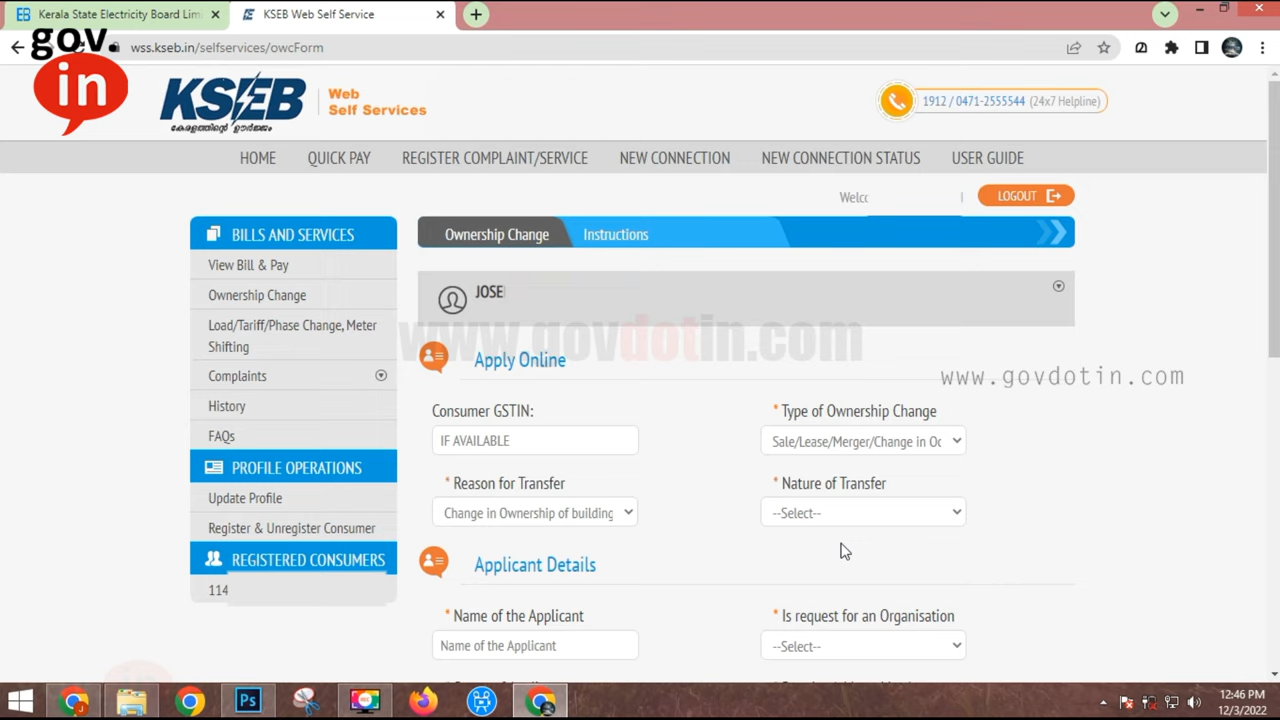 Kerala State Electricity Board Lim
KSEB Web Self Service
gov.
in
wss.kseb.in/selfservices/owcForm
KSEB
കേരളത്തിന്റെ ഊർജ്ജം
Web
Self Services
1912 / 0471-2555544 (24x7 Helpline)
HOME
QUICK PAY
REGISTER COMPLAINT/SERVICE
NEW CONNECTION
NEW CONNECTION STATUS
USER GUIDE
Welcc
|
LOGOUT
BILLS AND SERVICES
View Bill & Pay
Ownership Change
Load/Tariff/Phase Change, Meter
Shifting
Complaints
History
FAQs
PROFILE OPERATIONS
Update Profile
Register & Unregister Consumer
REGISTERED CONSUMERS
114
Ownership Change
Instructions
JOSE
www.govdotin.com
www.govdotin.com
Apply Online
Consumer GSTIN:
* Type of Ownership Change
IF AVAILABLE
Sale/Lease/Merger/Change in Oc
* Reason for Transfer
* Nature of Transfer
Change in Ownership of building
--Select--
Applicant Details
* Name of the Applicant
* Is request for an Organisation
Name of the Applicant
--Select--
in
Ps
12:46 PM
12/3/2022